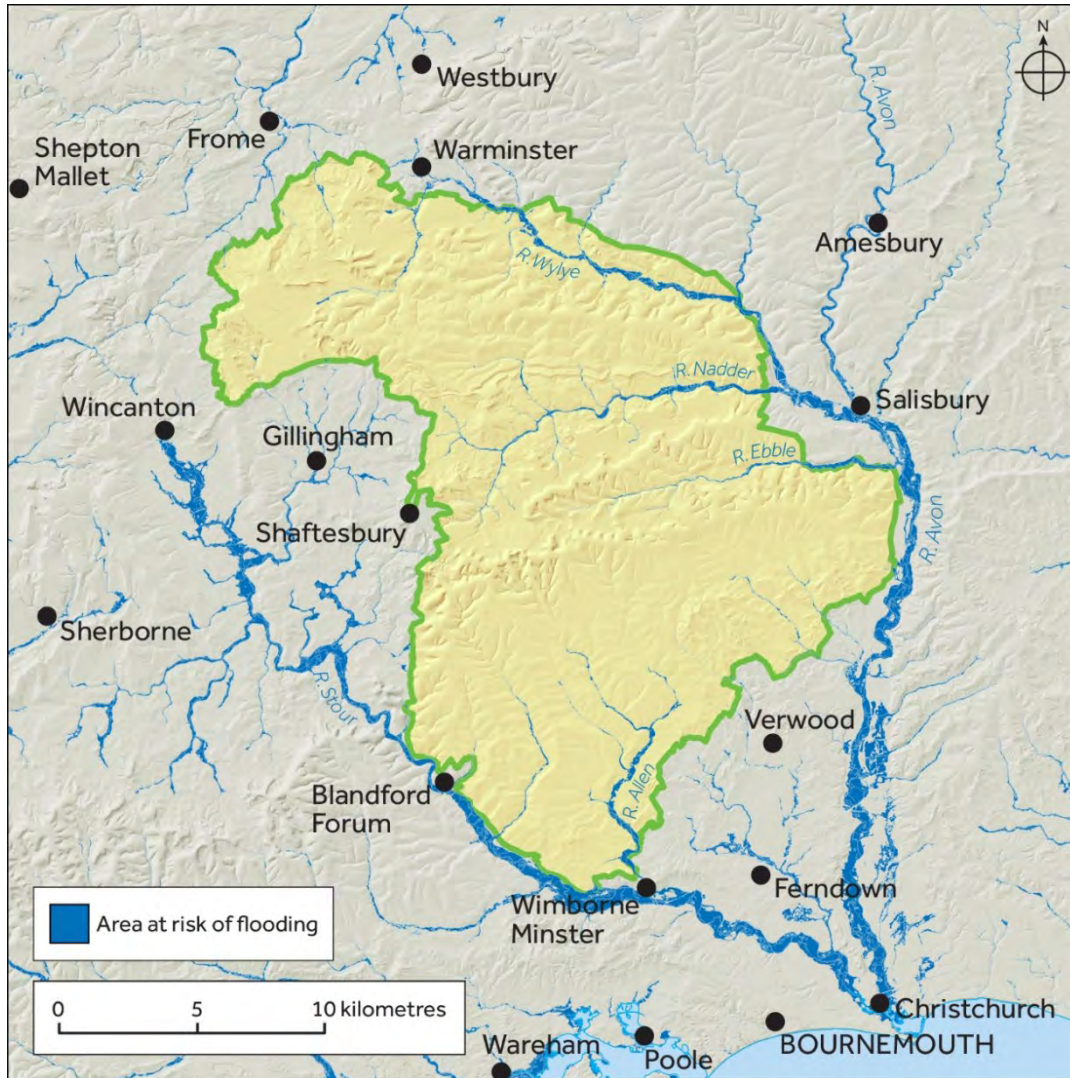 N
Westbury
R. Avon
Frome
Warminster
Shepton
Mallet
Amesbury
R. Wylye
R. Nadder
Salisbury
Wincanton
Gillingham
R. Ebble
Shaftesbury
R. Avon
Sherborne
R. Stour
Verwood
R. Allen
Blandford
Forum
Ferndown
Wimborne
Minster
Area at risk of flooding
0 5 10 kilometres
Christchurch
BOURNEMOUTH
Wareham
Poole